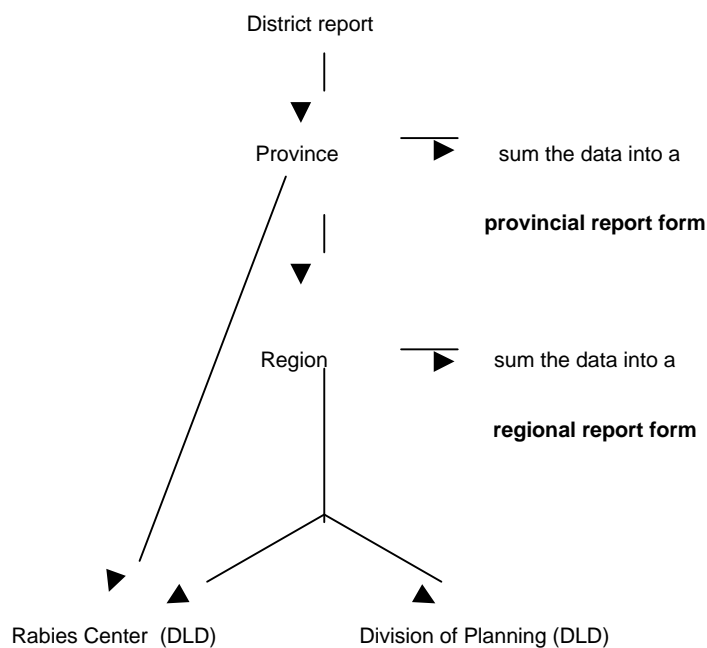 District report
Province sum the data into a
provincial report form
Region sum the data into a
regional report form
Rabies Center (DLD) Division of Planning (DLD)